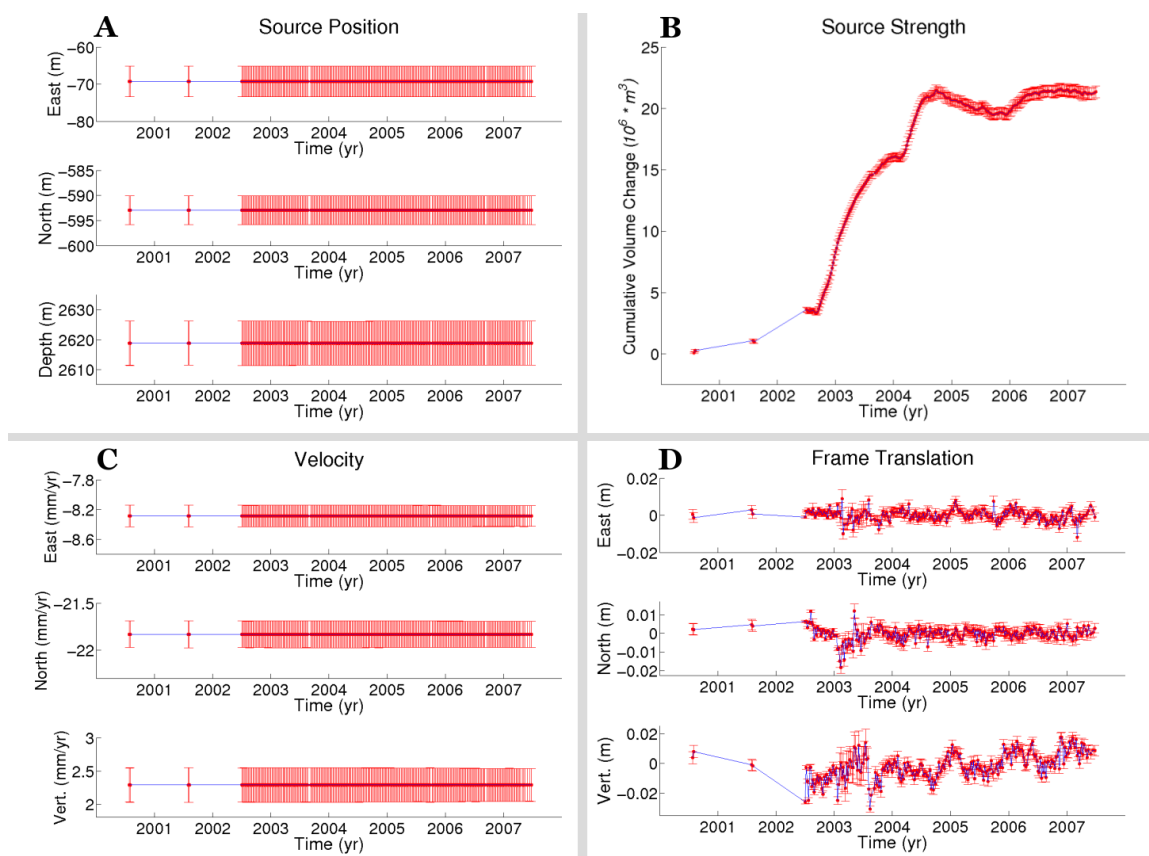 A
Source Position
−60
−70
−80
East (m)
2001 2002 2003 2004 2005 2006 2007
Time (yr)
−585
−590
−595
−600
North (m)
2001 2002 2003 2004 2005 2006 2007
Time (yr)
2630
2620
2610
Depth (m)
2001 2002 2003 2004 2005 2006 2007
Time (yr)
B
Source Strength
25
20
15
10
5
0
Cumulative Volume Change (10^6 * m^3)
2001 2002 2003 2004 2005 2006 2007
Time (yr)
C
Velocity
−7.8
−8.2
−8.6
East (mm/yr)
2001 2002 2003 2004 2005 2006 2007
Time (yr)
−21.5
−22
North (mm/yr)
2001 2002 2003 2004 2005 2006 2007
Time (yr)
3
2.5
2
Vert. (mm/yr)
2001 2002 2003 2004 2005 2006 2007
Time (yr)
D
Frame Translation
0.02
0
−0.02
East (m)
2001 2002 2003 2004 2005 2006 2007
Time (yr)
0.01
0
−0.01
−0.02
North (m)
2001 2002 2003 2004 2005 2006 2007
Time (yr)
0.02
0
−0.02
Vert. (m)
2001 2002 2003 2004 2005 2006 2007
Time (yr)